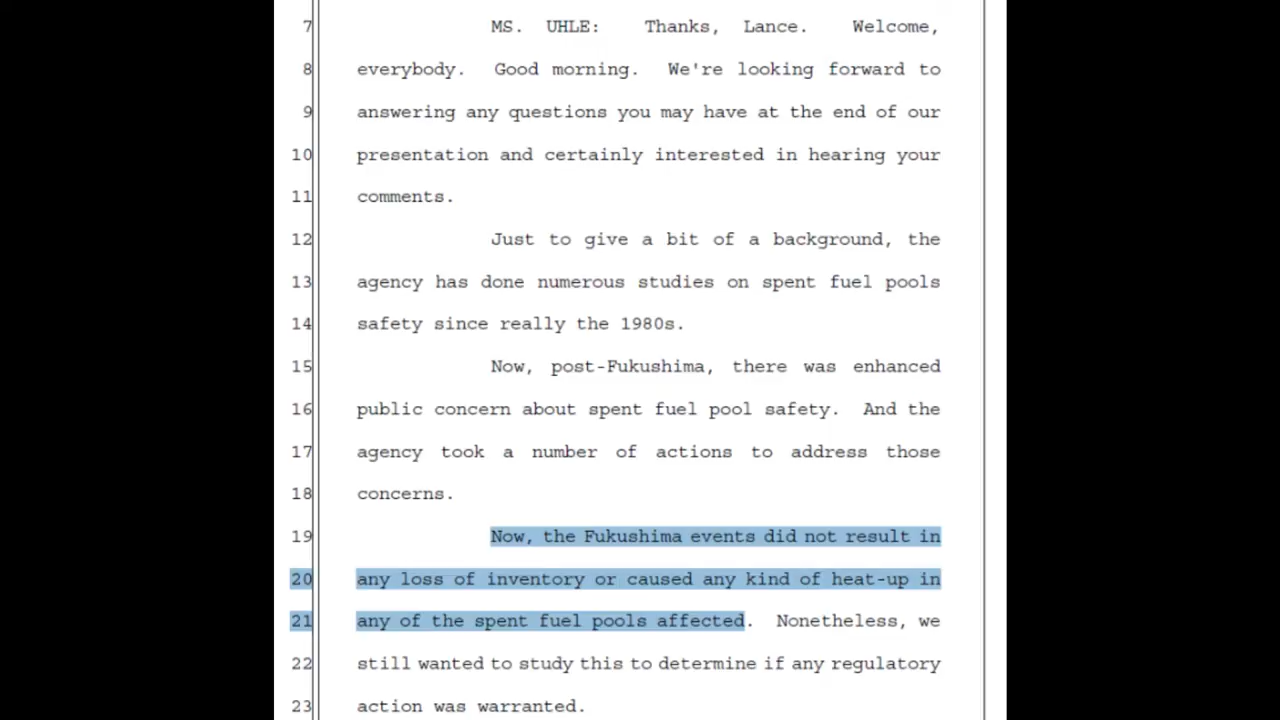 7 MS. UHLE: Thanks, Lance. Welcome,
8 everybody. Good morning. We're looking forward to
9 answering any questions you may have at the end of our
10 presentation and certainly interested in hearing your
11 comments.
12 Just to give a bit of a background, the
13 agency has done numerous studies on spent fuel pools
14 safety since really the 1980s.
15 Now, post-Fukushima, there was enhanced
16 public concern about spent fuel pool safety. And the
17 agency took a number of actions to address those
18 concerns.
19 Now, the Fukushima events did not result in
20 any loss of inventory or caused any kind of heat-up in
21 any of the spent fuel pools affected. Nonetheless, we
22 still wanted to study this to determine if any regulatory
23 action was warranted.